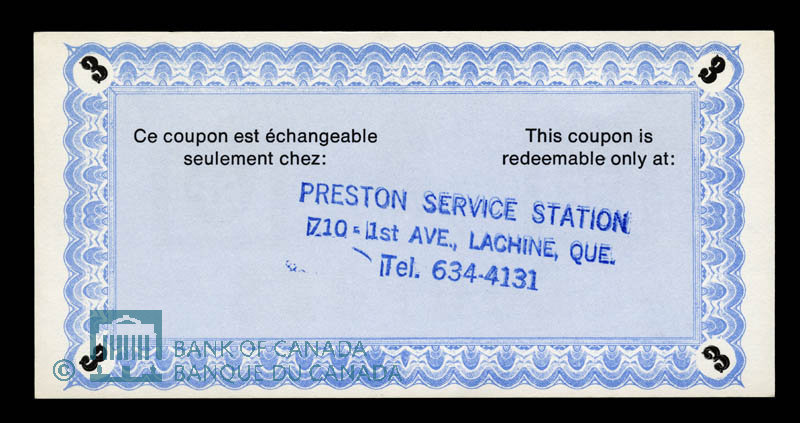 3 3
Ce coupon est échangeable
seulement chez:
This coupon is
redeemable only at:
PRESTON SERVICE STATION
710 - 1st AVE., LACHINE, QUE.
Tel. 634-4131
3 3
© BANK OF CANADA
BANQUE DU CANADA